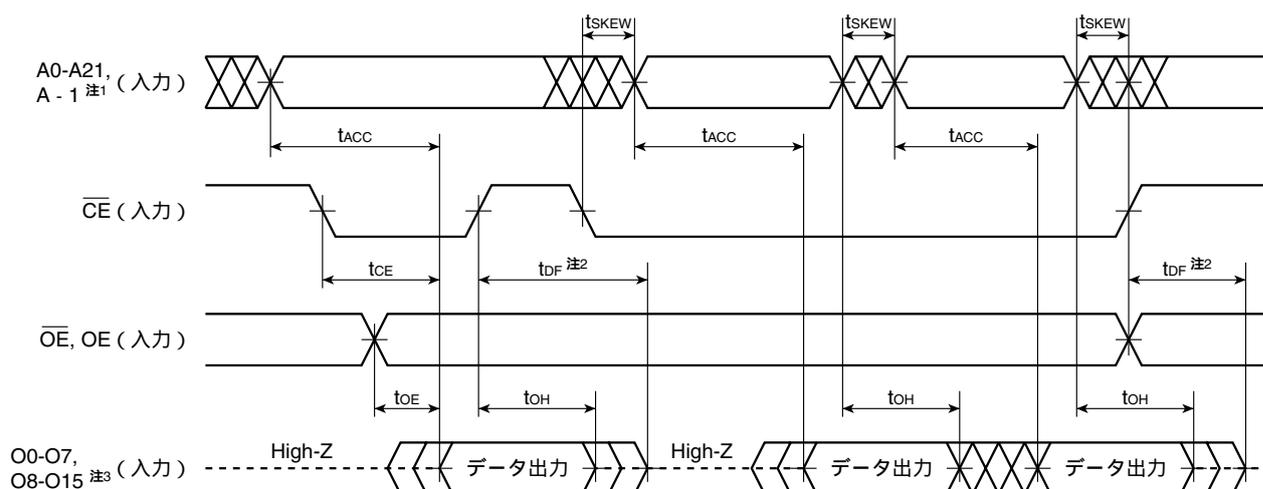 tSKEW tSKEW tSKEW
A0-A21,
A - 1 注1 （入力）
tACC tACC tACC
CE（入力）
tCE tDF 注2 tDF 注2
OE, OE（入力）
tOE tOH tOH tOH
O0-O7,
O8-O15 注3 （入力）
High-Z データ出力 High-Z データ出力 データ出力